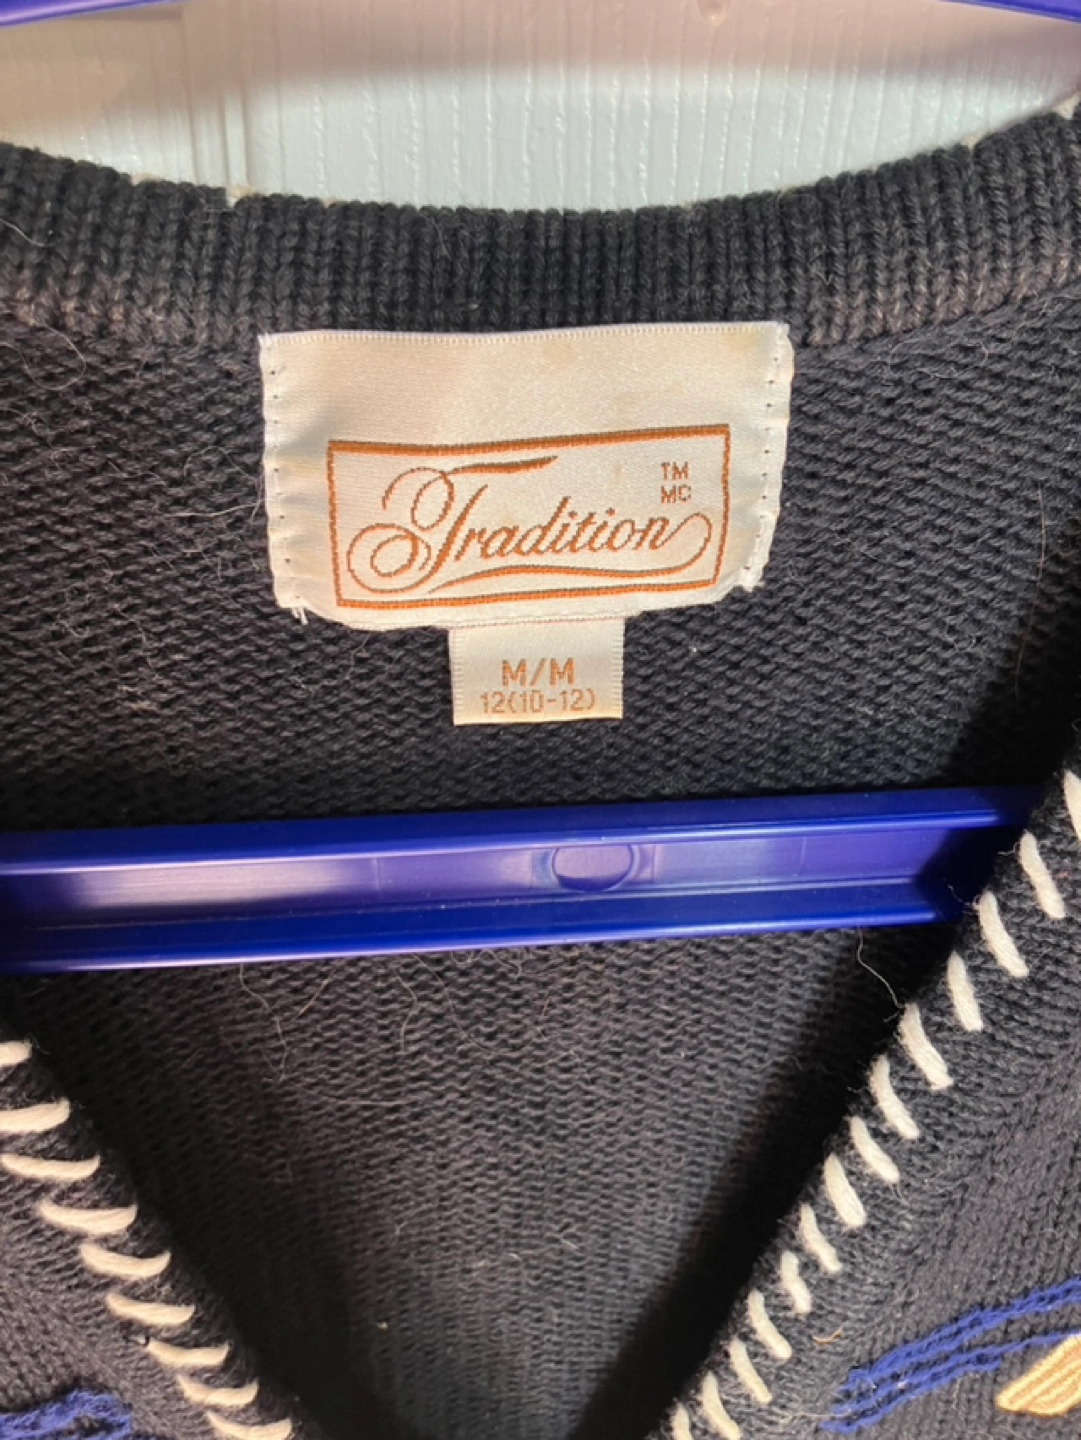 Tradition
TM
MC
M/M
12(10-12)